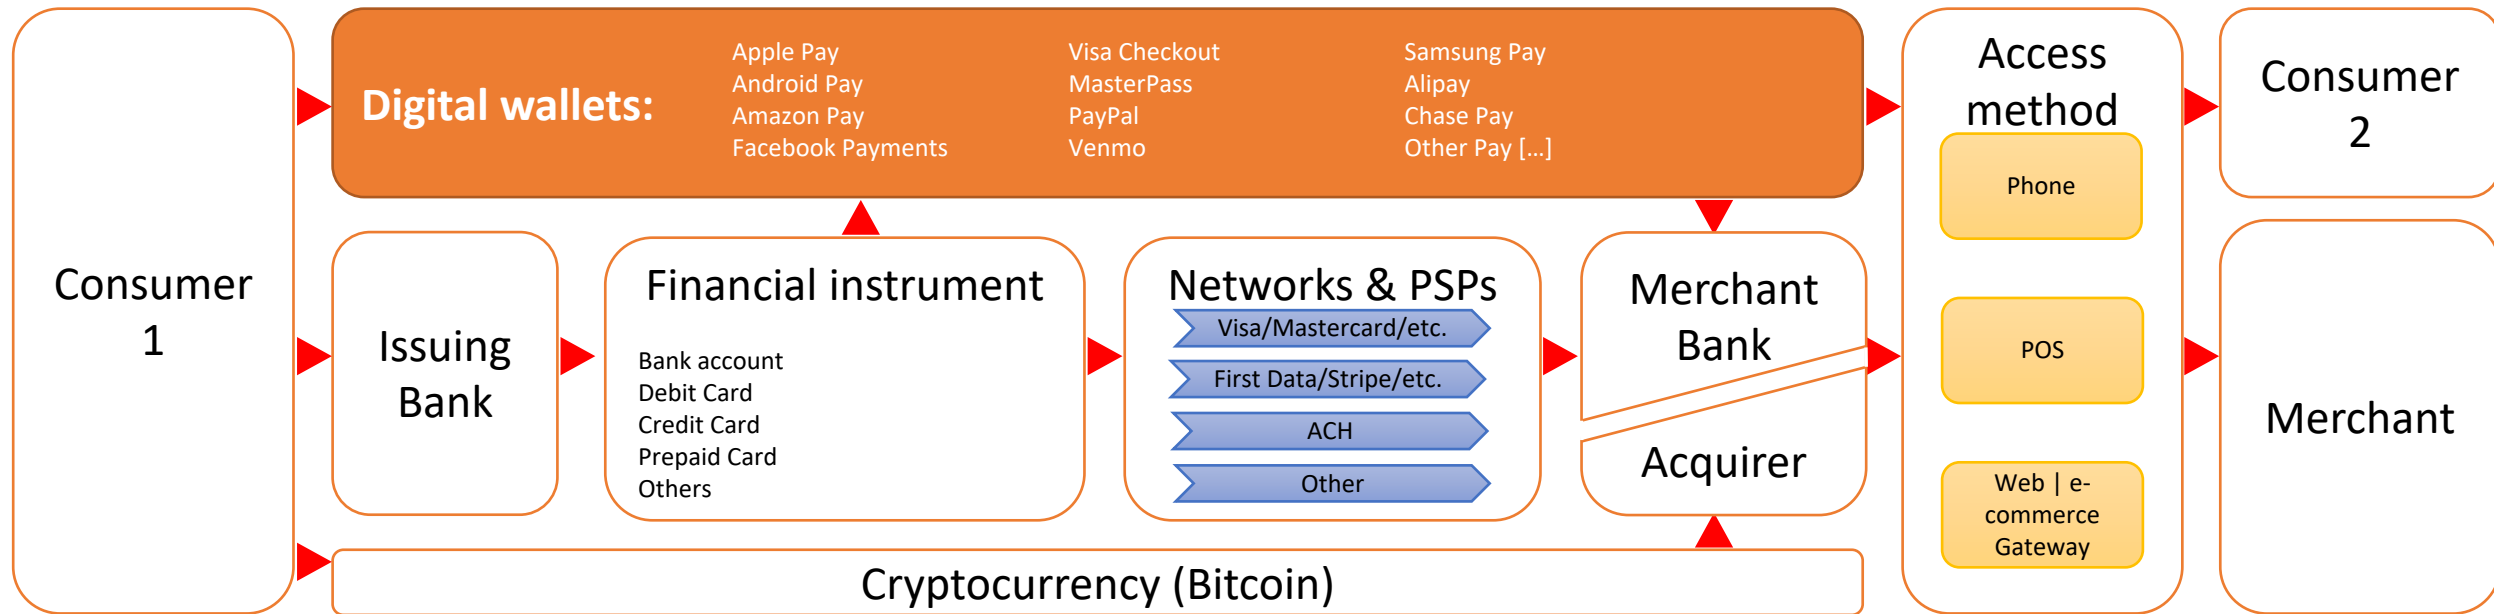 Consumer
1
Digital wallets:
Apple Pay
Android Pay
Amazon Pay
Facebook Payments
Visa Checkout
MasterPass
PayPal
Venmo
Samsung Pay
Alipay
Chase Pay
Other Pay [...]
Issuing
Bank
Financial instrument
Bank account
Debit Card
Credit Card
Prepaid Card
Others
Networks & PSPs
Visa/Mastercard/etc.
First Data/Stripe/etc.
ACH
Other
Merchant
Bank
Acquirer
Cryptocurrency (Bitcoin)
Access
method
Phone
POS
Web | e-
commerce
Gateway
Consumer
2
Merchant